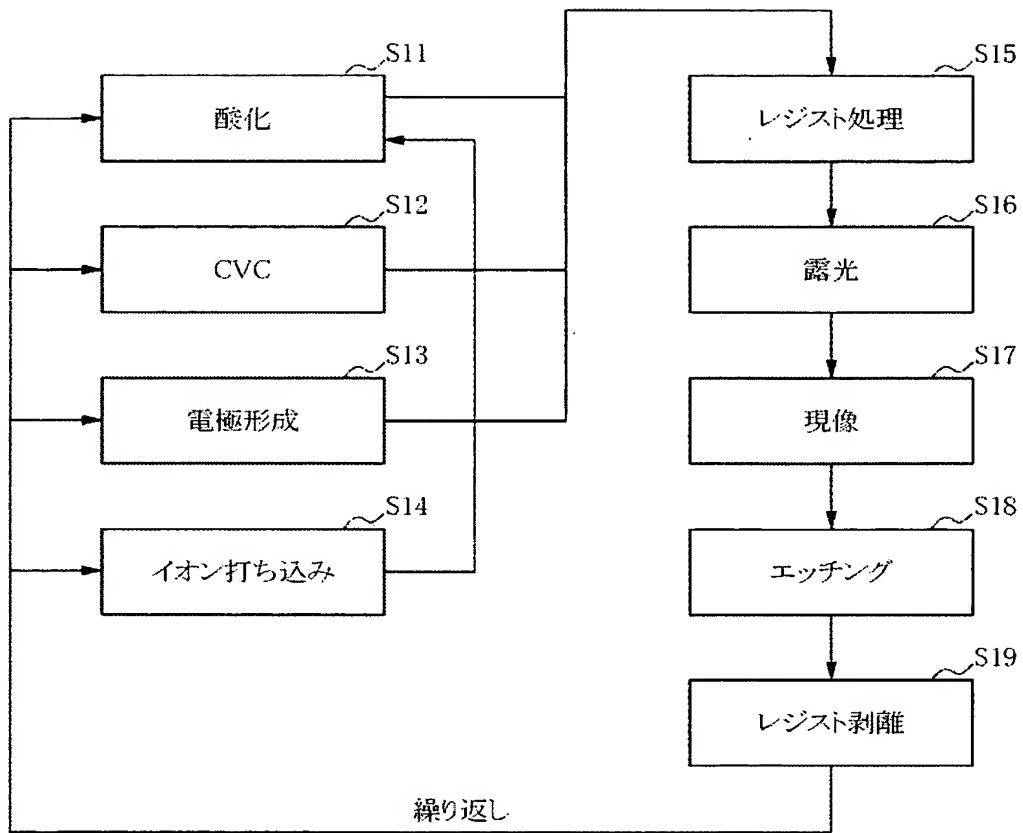 S11
酸化
S12
CVC
S13
電極形成
S14
イオン打ち込み
S15
レジスト処理
S16
露光
S17
現像
S18
エッチング
S19
レジスト剥離
繰り返し